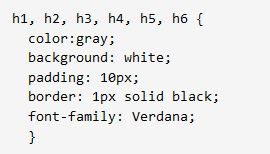 h1, h2, h3, h4, h5, h6 {
  color:gray;
  background: white;
  padding: 10px;
  border: 1px solid black;
  font-family: Verdana;
  }